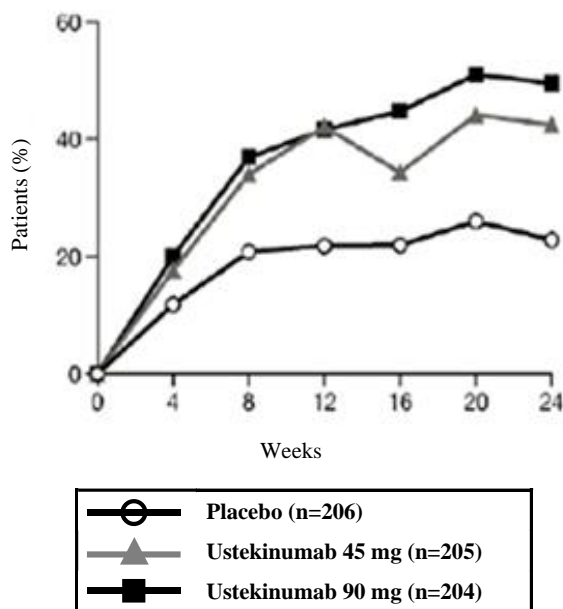 60
40
20
0
0 4 8 12 16 20 24
Patients (%)
Weeks
Placebo (n=206)
Ustekinumab 45 mg (n=205)
Ustekinumab 90 mg (n=204)